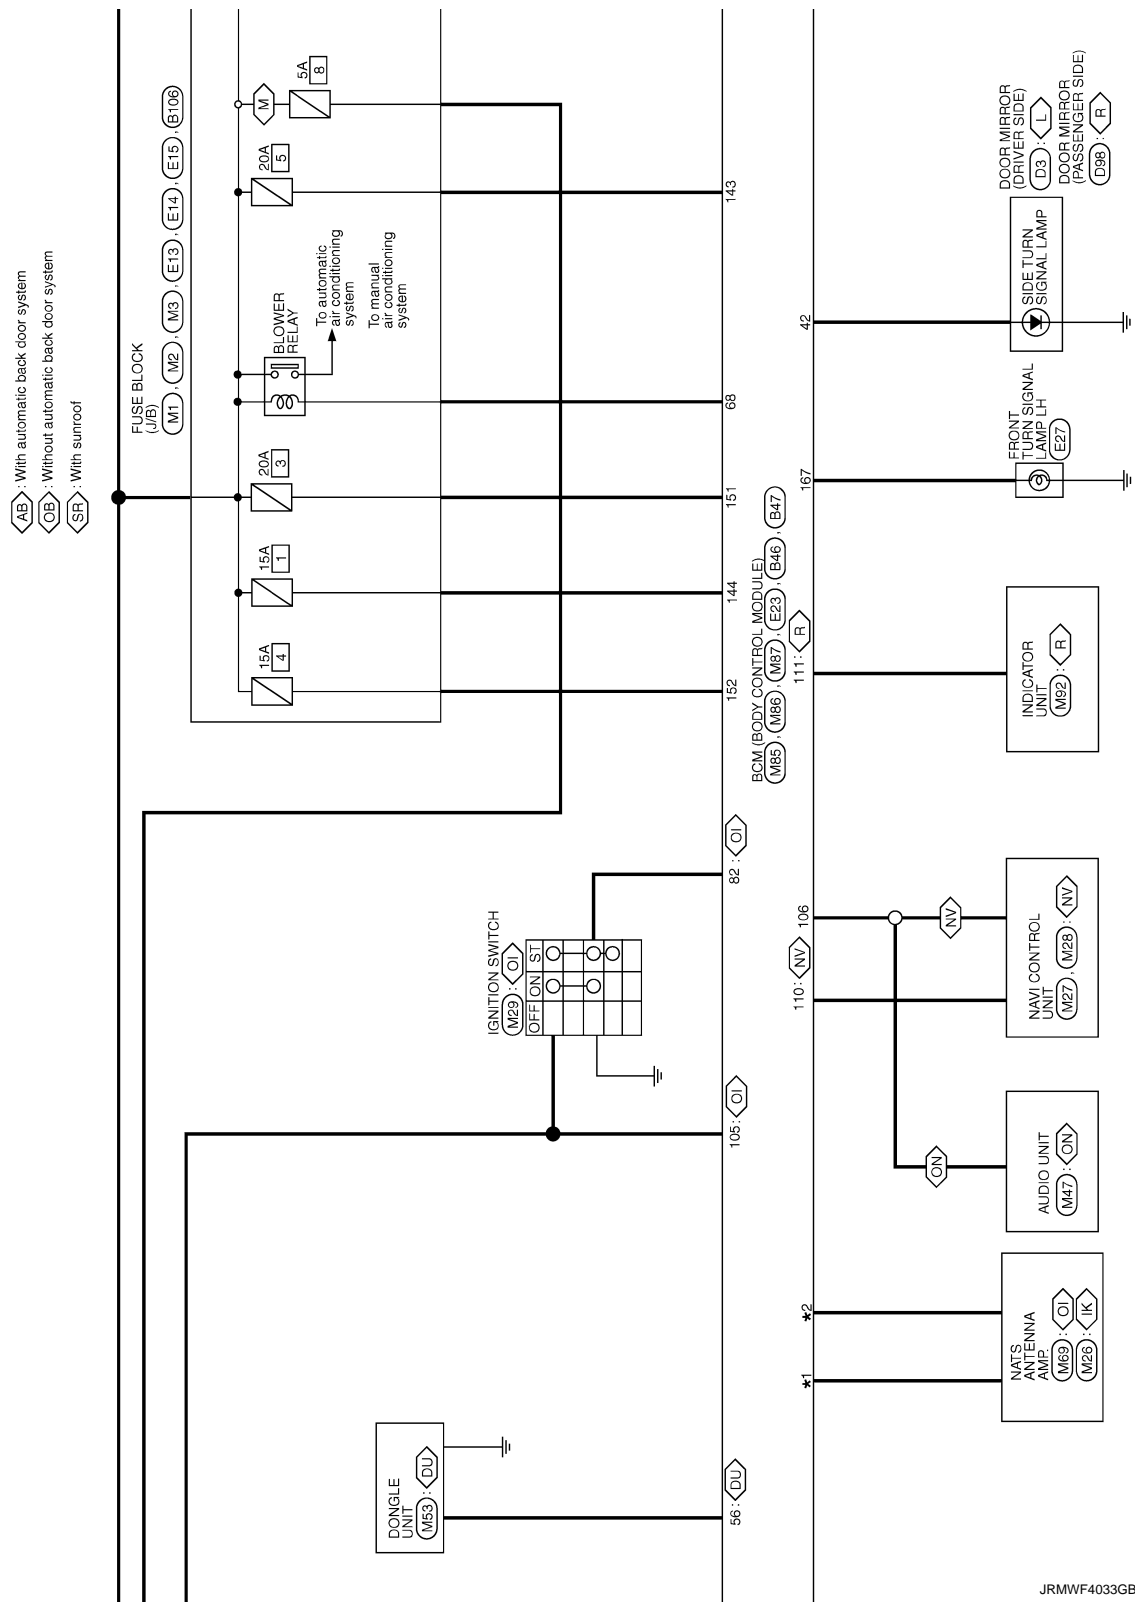 AB : With automatic back door system
OB : Without automatic back door system
SR : With sunroof
FUSE BLOCK
(J/B)
M1 , M2 , M3 , E13 , E14 , E15 , B106
15A
4
15A
1
20A
3
BLOWER
RELAY
To automatic
air conditioning
system
To manual
air conditioning
system
20A
5
M
5A
8
DONGLE
UNIT
M53 : DU
IGNITION SWITCH
M29 : OI
OFF ON ST
56 : DU
105 : OI
82 : OI
152
144
151
68
143
BCM (BODY CONTROL MODULE)
M85 , M86 , M87 , E23 , B46 , B47
*1
*2
110 : NV
106
111 : R
167
42
ON
NV
NATS
ANTENNA
AMP.
M69 : OI
M26 : IK
AUDIO UNIT
M47 : ON
NAVI CONTROL
UNIT
M27 , M28 : NV
INDICATOR
UNIT
M92 : R
FRONT
TURN SIGNAL
LAMP LH
E27
SIDE TURN
SIGNAL LAMP
DOOR MIRROR
(DRIVER SIDE)
D3 : L
DOOR MIRROR
(PASSENGER SIDE)
D98 : R
JRMWF4033GB